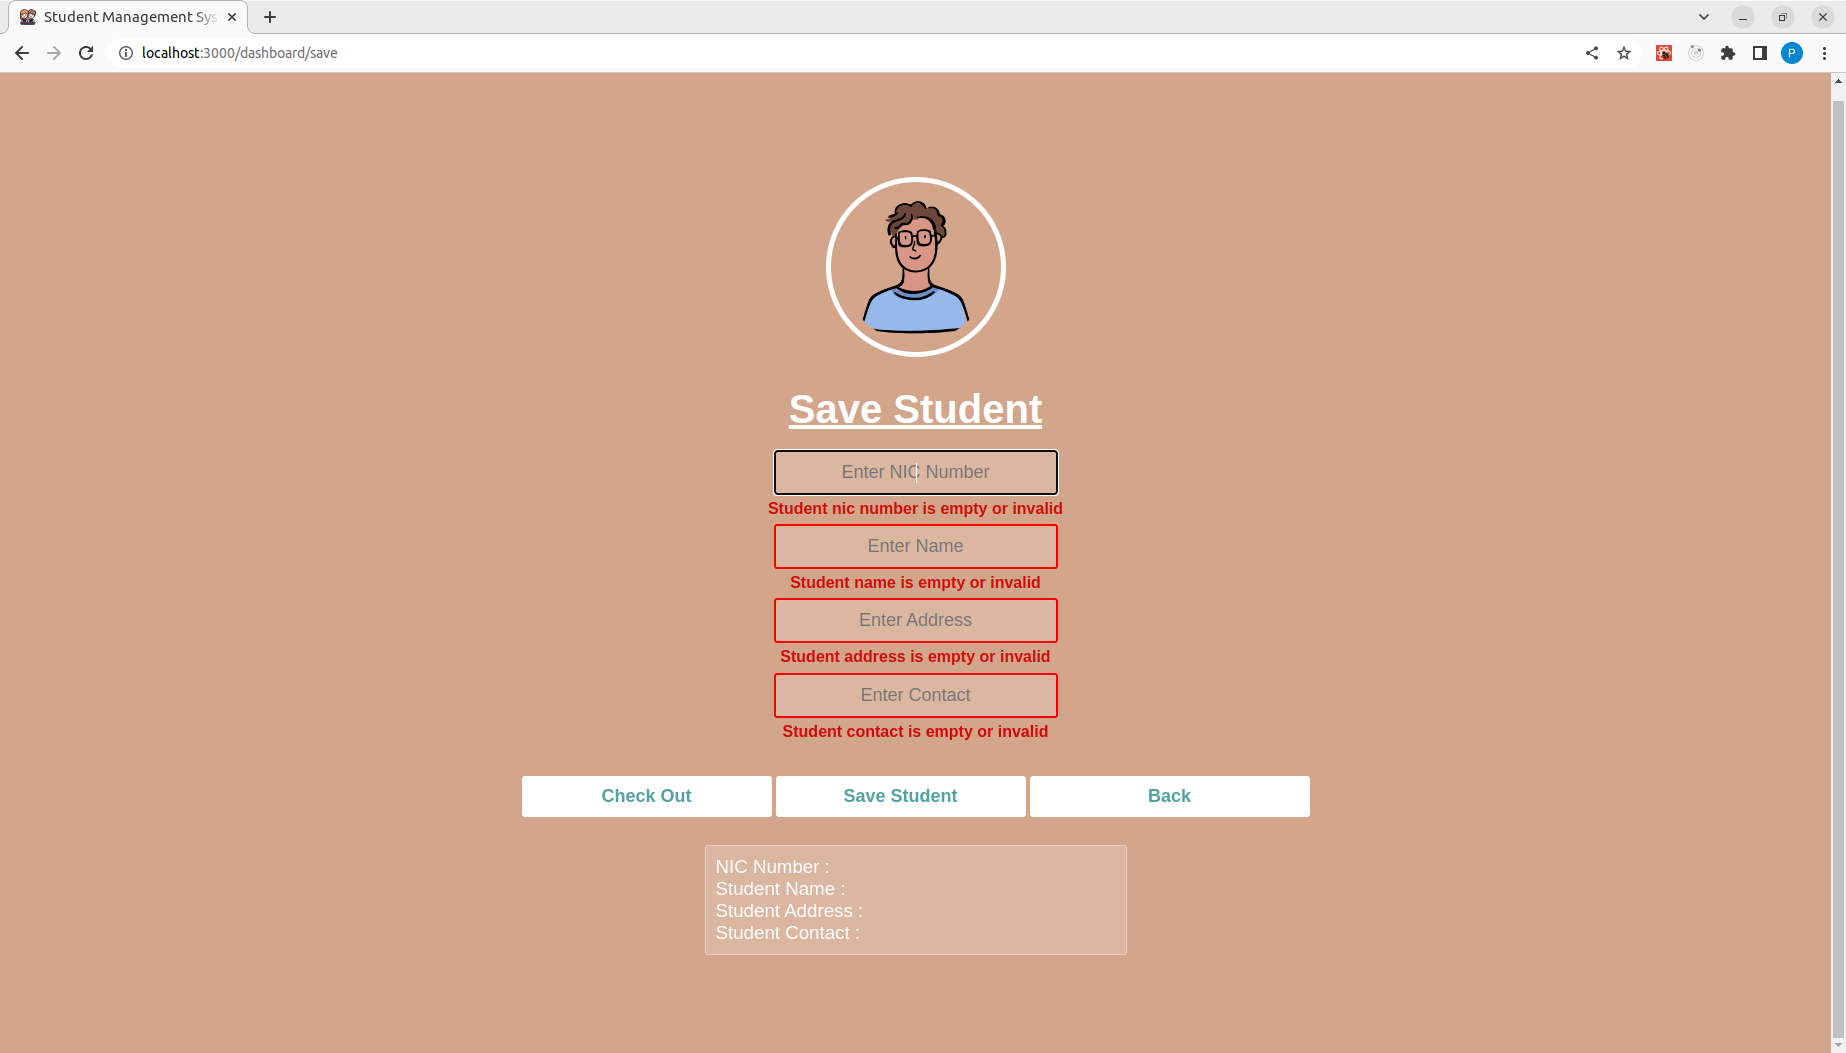 Student Management Sys
localhost:3000/dashboard/save
P
Save Student
Enter NIC Number
Student nic number is empty or invalid
Enter Name
Student name is empty or invalid
Enter Address
Student address is empty or invalid
Enter Contact
Student contact is empty or invalid
Check Out Save Student Back
NIC Number :
Student Name :
Student Address :
Student Contact :